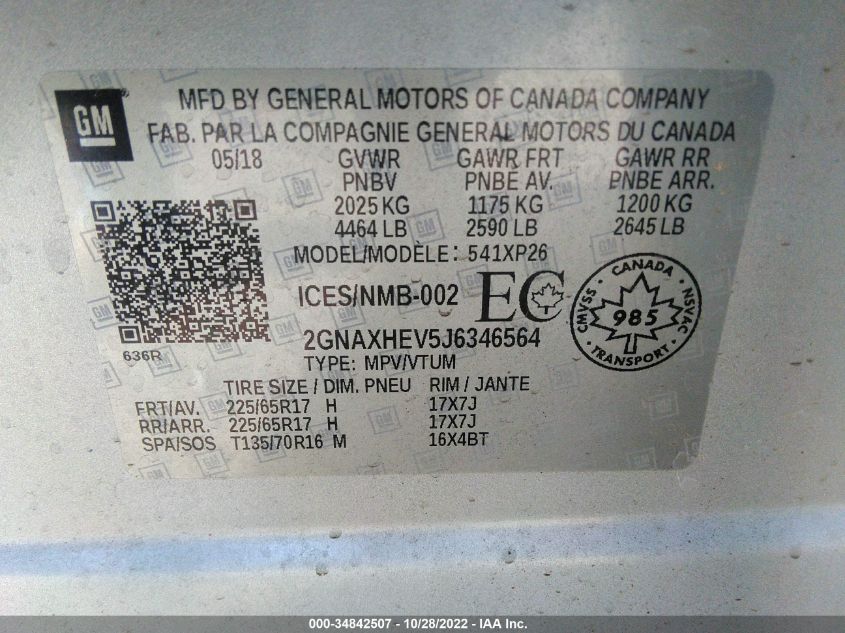 GM
MFD BY GENERAL MOTORS OF CANADA COMPANY
FAB. PAR LA COMPAGNIE GENERAL MOTORS DU CANADA
05/18 GVWR GAWR FRT GAWR RR
PNBV PNBE AV. PNBE ARR.
2025 KG 1175 KG 1200 KG
4464 LB 2590 LB 2645 LB
MODEL/MODÈLE: 541XP26
ICES/NMB-002 EC
CANADA
CMVSS 985 NSVAC
TRANSPORT
2GNAXHEV5J6346564
636R
TYPE: MPV/VTUM
TIRE SIZE / DIM. PNEU RIM / JANTE
FRT/AV. 225/65R17 H 17X7J
RR/ARR. 225/65R17 H 17X7J
SPA/SOS T135/70R16 M 16X4BT
000-34842507 | 10/28/2022 | IAA Inc.